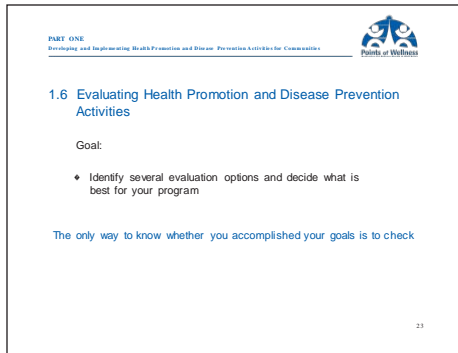 PART ONE
Developing and Implementing Health Promotion and Disease Prevention Activities for Communities
Points of Wellness
1.6 Evaluating Health Promotion and Disease Prevention
Activities
Goal:
◆ Identify several evaluation options and decide what is
best for your program
The only way to know whether you accomplished your goals is to check
23